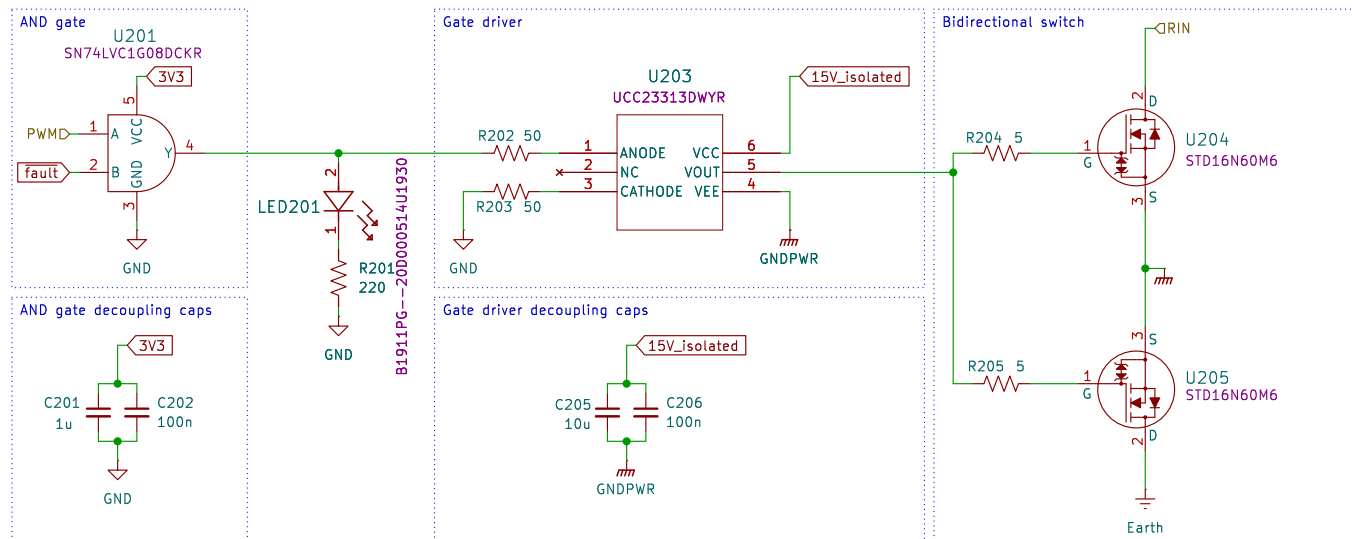 AND gate
U201
SN74LVC1G08DCKR
3V3
5
VCC
PWM
1
A
Y
4
fault
2
B
GND
3
GND
2
LED201
1
B1911PG--20D000514U1930
R201
220
GND
Gate driver
U203
UCC23313DWYR
15V_isolated
R202 50
1
ANODE
VCC
6
2
NC
VOUT
5
3
CATHODE
VEE
4
R203 50
GND
GNDPWR
Bidirectional switch
RIN
2
D
R204 5
1
G
U204
STD16N60M6
3
S
3
S
R205 5
1
G
U205
STD16N60M6
2
D
Earth
AND gate decoupling caps
3V3
C201
1u
C202
100n
GND
Gate driver decoupling caps
15V_isolated
C205
10u
C206
100n
GNDPWR